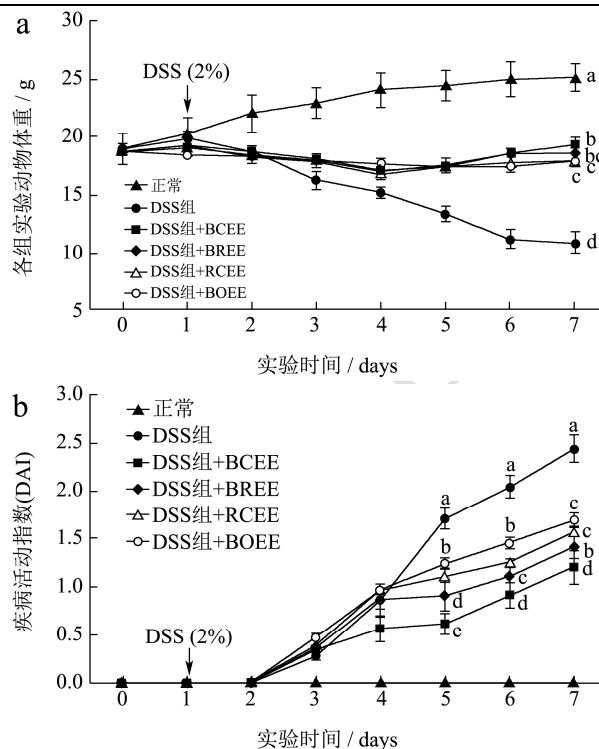 a
30
25
20
15
10
5
各组实验动物体重 / g
DSS (2%)
正常
DSS组
DSS组+BCEE
DSS组+BREE
DSS组+RCEE
DSS组+BOEE
a
b
bc
c
c
d
0 1 2 3 4 5 6 7
实验时间 / days
b
3.0
2.5
2.0
1.5
1.0
0.5
0.0
疾病活动指数(DAI)
正常
DSS组
DSS组+BCEE
DSS组+BREE
DSS组+RCEE
DSS组+BOEE
DSS (2%)
a
b
d
e
a
b
c
d
a
c
c
b
d
0 1 2 3 4 5 6 7
实验时间 / days